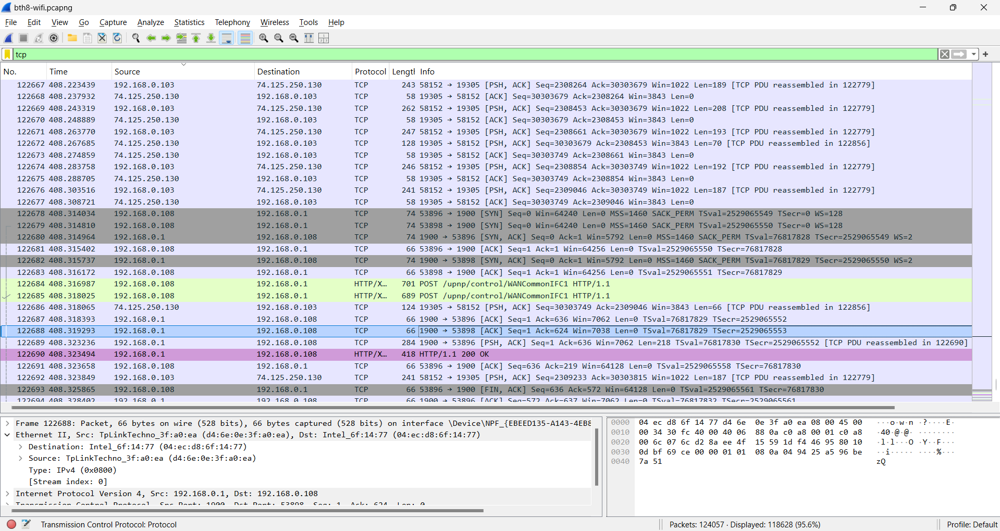 bth8-wifi.pcapng
File Edit View Go Capture Analyze Statistics Telephony Wireless Tools Help
tcp
No. Time Source Destination Protocol Length Info
122667 408.223439 192.168.0.103 74.125.250.130 TCP 243 58152 → 19305 [PSH, ACK] Seq=2308264 Ack=30303679 Win=1022 Len=189 [TCP PDU reassembled in 122779]
122668 408.237932 74.125.250.130 192.168.0.103 TCP 58 19305 → 58152 [ACK] Seq=30303679 Ack=2308264 Win=3843 Len=0
122669 408.243319 192.168.0.103 74.125.250.130 TCP 262 58152 → 19305 [PSH, ACK] Seq=2308453 Ack=30303679 Win=1022 Len=208 [TCP PDU reassembled in 122779]
122670 408.248889 74.125.250.130 192.168.0.103 TCP 58 19305 → 58152 [ACK] Seq=30303679 Ack=2308453 Win=3843 Len=0
122671 408.263770 192.168.0.103 74.125.250.130 TCP 247 58152 → 19305 [PSH, ACK] Seq=2308661 Ack=30303679 Win=1022 Len=193 [TCP PDU reassembled in 122779]
122672 408.267685 74.125.250.130 192.168.0.103 TCP 128 19305 → 58152 [PSH, ACK] Seq=30303679 Ack=2308453 Win=3843 Len=70 [TCP PDU reassembled in 122856]
122673 408.274859 74.125.250.130 192.168.0.103 TCP 58 19305 → 58152 [ACK] Seq=30303749 Ack=2308661 Win=3843 Len=0
122674 408.283758 192.168.0.103 74.125.250.130 TCP 246 58152 → 19305 [PSH, ACK] Seq=2308854 Ack=30303749 Win=1022 Len=192 [TCP PDU reassembled in 122779]
122675 408.288705 74.125.250.130 192.168.0.103 TCP 58 19305 → 58152 [ACK] Seq=30303749 Ack=2308854 Win=3843 Len=0
122676 408.303516 192.168.0.103 74.125.250.130 TCP 241 58152 → 19305 [PSH, ACK] Seq=2309046 Ack=30303749 Win=1022 Len=187 [TCP PDU reassembled in 122779]
122677 408.308721 74.125.250.130 192.168.0.103 TCP 58 19305 → 58152 [ACK] Seq=30303749 Ack=2309046 Win=3843 Len=0
122678 408.314034 192.168.0.108 192.168.0.1 TCP 74 53896 → 1900 [SYN] Seq=0 Win=64240 Len=0 MSS=1460 SACK_PERM TSval=2529065549 TSecr=0 WS=128
122679 408.314810 192.168.0.108 192.168.0.1 TCP 74 53898 → 1900 [SYN] Seq=0 Win=64240 Len=0 MSS=1460 SACK_PERM TSval=2529065550 TSecr=0 WS=128
122680 408.314964 192.168.0.1 192.168.0.108 TCP 74 1900 → 53896 [SYN, ACK] Seq=0 Ack=1 Win=5792 Len=0 MSS=1460 SACK_PERM TSval=76817828 TSecr=2529065549 WS=2
122681 408.315402 192.168.0.108 192.168.0.1 TCP 66 53896 → 1900 [ACK] Seq=1 Ack=1 Win=64256 Len=0 TSval=2529065550 TSecr=76817828
122682 408.315737 192.168.0.1 192.168.0.108 TCP 74 1900 → 53898 [SYN, ACK] Seq=0 Ack=1 Win=5792 Len=0 MSS=1460 SACK_PERM TSval=76817829 TSecr=2529065550 WS=2
122683 408.316172 192.168.0.108 192.168.0.1 TCP 66 53898 → 1900 [ACK] Seq=1 Ack=1 Win=64256 Len=0 TSval=2529065551 TSecr=76817829
122684 408.316987 192.168.0.108 192.168.0.1 HTTP/X… 701 POST /upnp/control/WANCommonIFC1 HTTP/1.1
122685 408.318025 192.168.0.108 192.168.0.1 HTTP/X… 689 POST /upnp/control/WANCommonIFC1 HTTP/1.1
122686 408.318065 74.125.250.130 192.168.0.103 TCP 124 19305 → 58152 [PSH, ACK] Seq=30303749 Ack=2309046 Win=3843 Len=66 [TCP PDU reassembled in 122856]
122687 408.318393 192.168.0.1 192.168.0.108 TCP 66 1900 → 53896 [ACK] Seq=1 Ack=636 Win=7062 Len=0 TSval=76817829 TSecr=2529065552
122688 408.319293 192.168.0.1 192.168.0.108 TCP 66 1900 → 53898 [ACK] Seq=1 Ack=624 Win=7038 Len=0 TSval=76817829 TSecr=2529065553
122689 408.323236 192.168.0.1 192.168.0.108 TCP 284 1900 → 53896 [PSH, ACK] Seq=1 Ack=636 Win=7062 Len=218 TSval=76817830 TSecr=2529065552 [TCP PDU reassembled in 122690]
122690 408.323494 192.168.0.1 192.168.0.108 HTTP/X… 418 HTTP/1.1 200 OK
122691 408.323658 192.168.0.108 192.168.0.1 TCP 66 53896 → 1900 [ACK] Seq=636 Ack=219 Win=64128 Len=0 TSval=2529065558 TSecr=76817830
122692 408.323849 192.168.0.103 74.125.250.130 TCP 241 58152 → 19305 [PSH, ACK] Seq=2309233 Ack=30303815 Win=1022 Len=187 [TCP PDU reassembled in 122779]
122693 408.325865 192.168.0.108 192.168.0.1 TCP 66 53896 → 1900 [FIN, ACK] Seq=636 Ack=572 Win=64128 Len=0 TSval=2529065561 TSecr=76817830
122694 408.328402 192.168.0.1 192.168.0.108 TCP 66 1900 → 53896 [ACK] Seq=572 Ack=637 Win=7062 Len=0 TSval=76817832 TSecr=2529065561
Frame 122688: Packet, 66 bytes on wire (528 bits), 66 bytes captured (528 bits) on interface \Device\NPF_{EBEED135-A143-4EB8
Ethernet II, Src: TpLinkTechno_3f:a0:ea (d4:6e:0e:3f:a0:ea), Dst: Intel_6f:14:77 (04:ec:d8:6f:14:77)
Destination: Intel_6f:14:77 (04:ec:d8:6f:14:77)
Source: TpLinkTechno_3f:a0:ea (d4:6e:0e:3f:a0:ea)
Type: IPv4 (0x0800)
[Stream index: 0]
Internet Protocol Version 4, Src: 192.168.0.1, Dst: 192.168.0.108
Transmission Control Protocol, Src Port: 1900, Dst Port: 53898, Seq: 1, Ack: 624, Len: 0
0000 04 ec d8 6f 14 77 d4 6e 0e 3f a0 ea 08 00 45 00 ···o·w·n ·?····E·
0010 00 34 30 fc 40 00 40 06 88 0a c0 a8 00 01 c0 a8 ·40·@·@· ········
0020 00 6c 07 6c d2 8a ee 4f 15 59 1d f4 46 95 80 10 ·l·l···O ·Y··F···
0030 0d bf 69 ce 00 00 01 01 08 0a 04 94 25 a5 96 be ··i····· ····%···
0040 7a 51 zQ
Transmission Control Protocol: Protocol
Packets: 124057 · Displayed: 118628 (95.6%)
Profile: Default